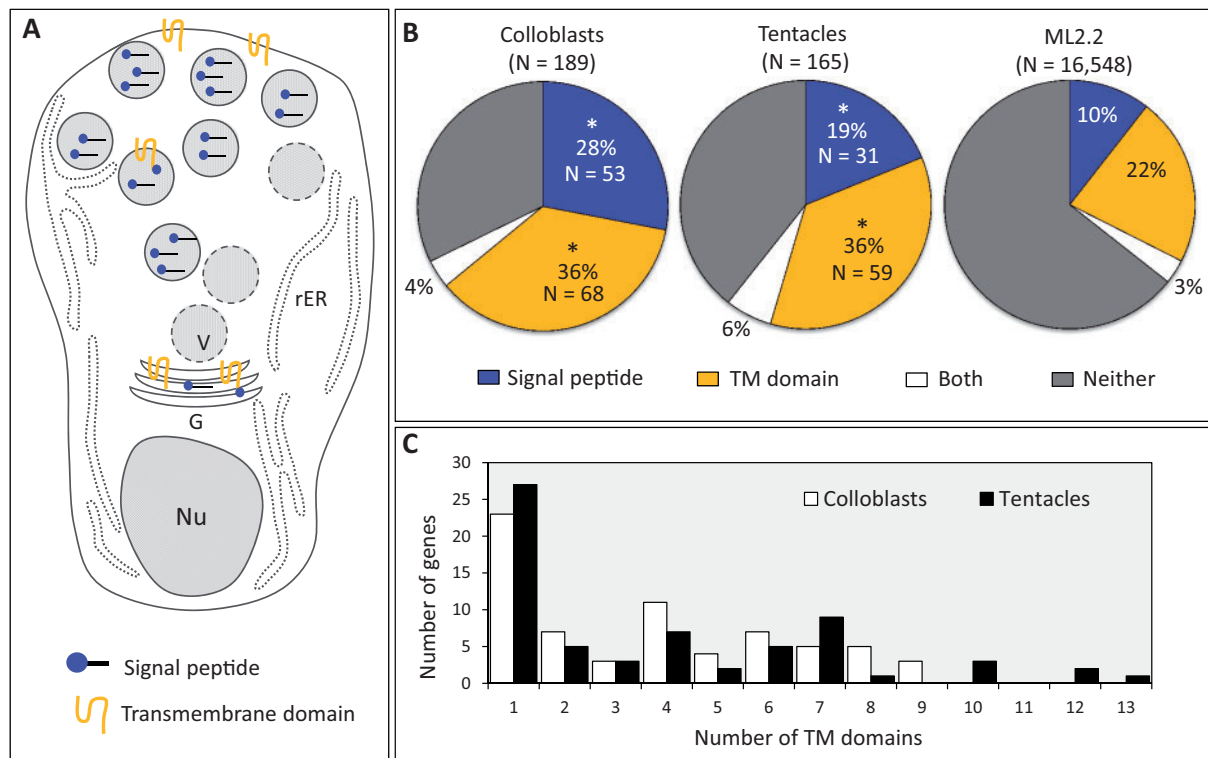 A
rER
V
G
Nu
Signal peptide
Transmembrane domain
B
Colloblasts
(N = 189)
Tentacles
(N = 165)
ML2.2
(N = 16,548)
*
28%
N = 53
*
36%
N = 68
4%
*
19%
N = 31
*
36%
N = 59
6%
10%
22%
3%
Signal peptide
TM domain
Both
Neither
C
Number of genes
30
25
20
15
10
5
0
Colloblasts
Tentacles
1 2 3 4 5 6 7 8 9 10 11 12 13
Number of TM domains